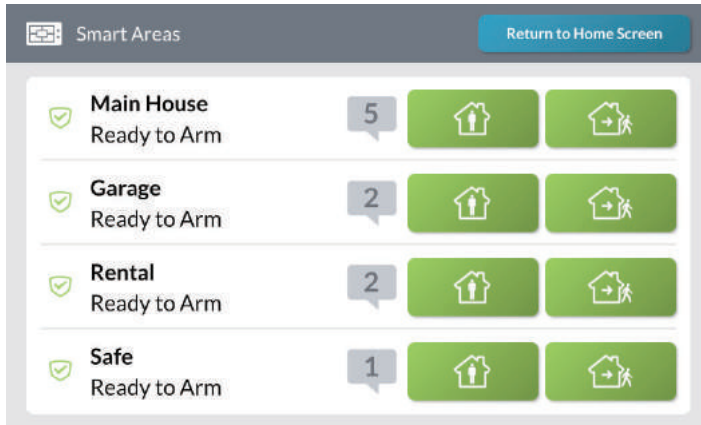 Smart Areas
Return to Home Screen
Main House
Ready to Arm
5
Garage
Ready to Arm
2
Rental
Ready to Arm
2
Safe
Ready to Arm
1